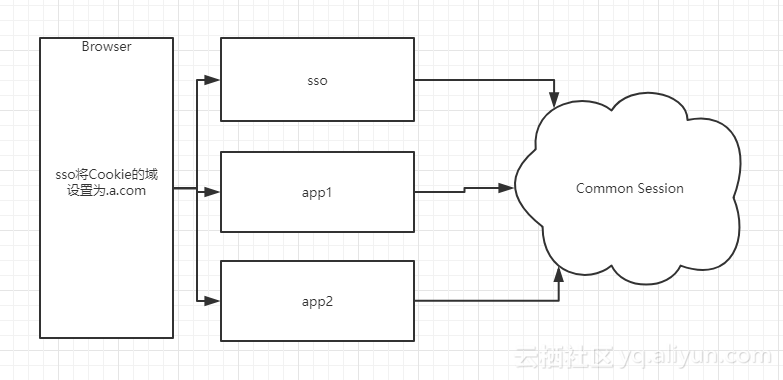 Browser
sso将Cookie的域
设置为.a.com
sso
app1
app2
Common Session
云栖社区 yq.aliyun.com